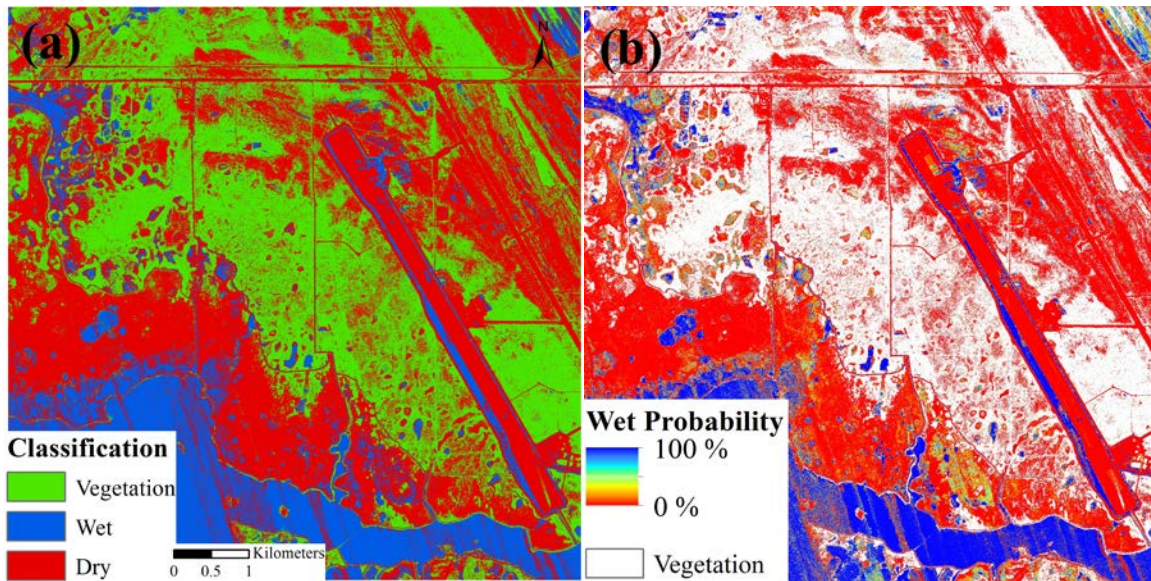 (a)
N
Classification
Vegetation
Wet
Dry
Kilometers
0 0.5 1
(b)
Wet Probability
100 %
0 %
Vegetation